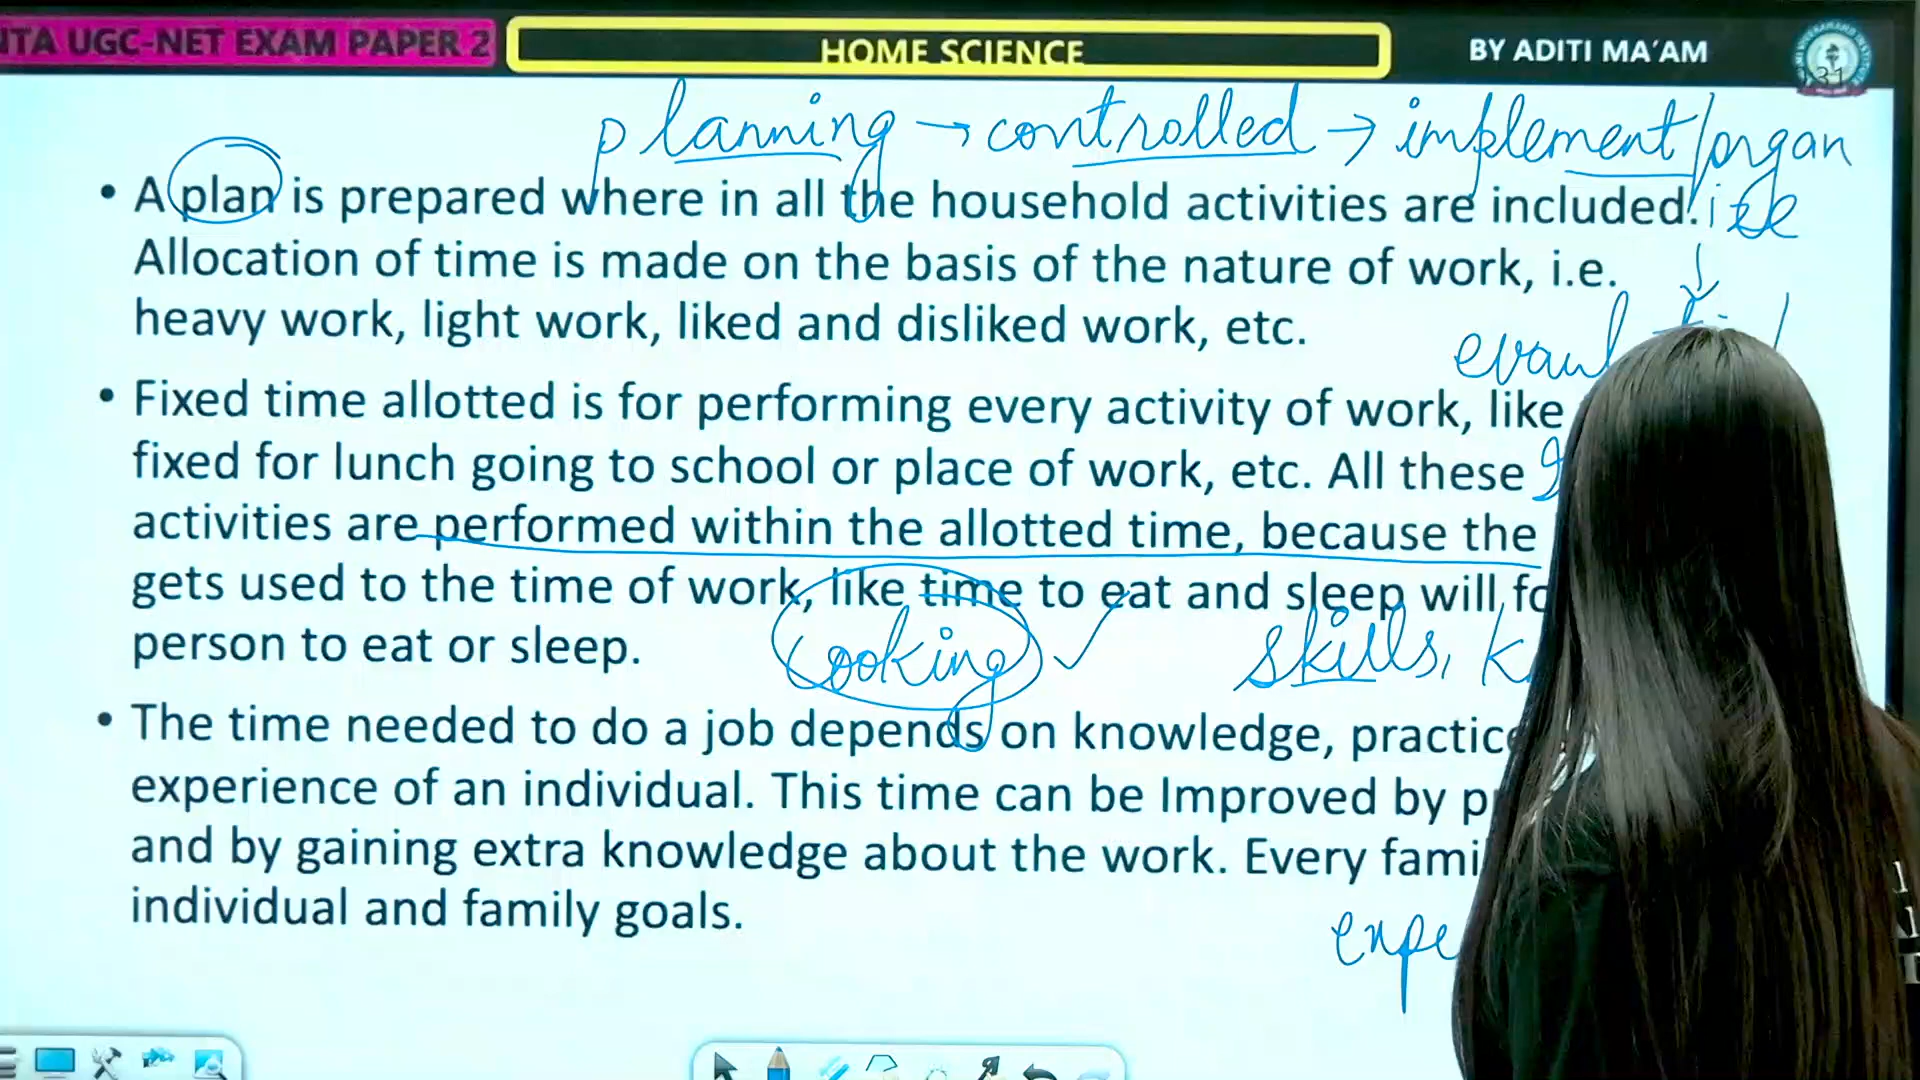 NTA UGC-NET EXAM PAPER 2
HOME SCIENCE
BY ADITI MA'AM
planning → controlled → implement/organ
ize
• A plan is prepared where in all the household activities are included.
Allocation of time is made on the basis of the nature of work, i.e.
heavy work, light work, liked and disliked work, etc.
evaul
• Fixed time allotted is for performing every activity of work, like
fixed for lunch going to school or place of work, etc. All these
activities are performed within the allotted time, because the
gets used to the time of work, like time to eat and sleep will fo
person to eat or sleep.
cooking ✓
skills, k
• The time needed to do a job depends on knowledge, practice
experience of an individual. This time can be Improved by p
and by gaining extra knowledge about the work. Every fami
individual and family goals.
expe